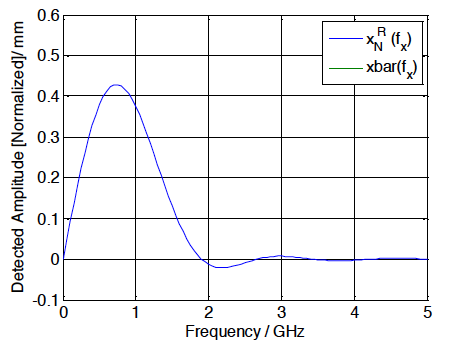 0.6
0.5
0.4
0.3
0.2
0.1
0
-0.1
0 1 2 3 4 5
Detected Amplitude [Normalized]/ mm
Frequency / GHz
x_N^R (f_x)
xbar(f_x)